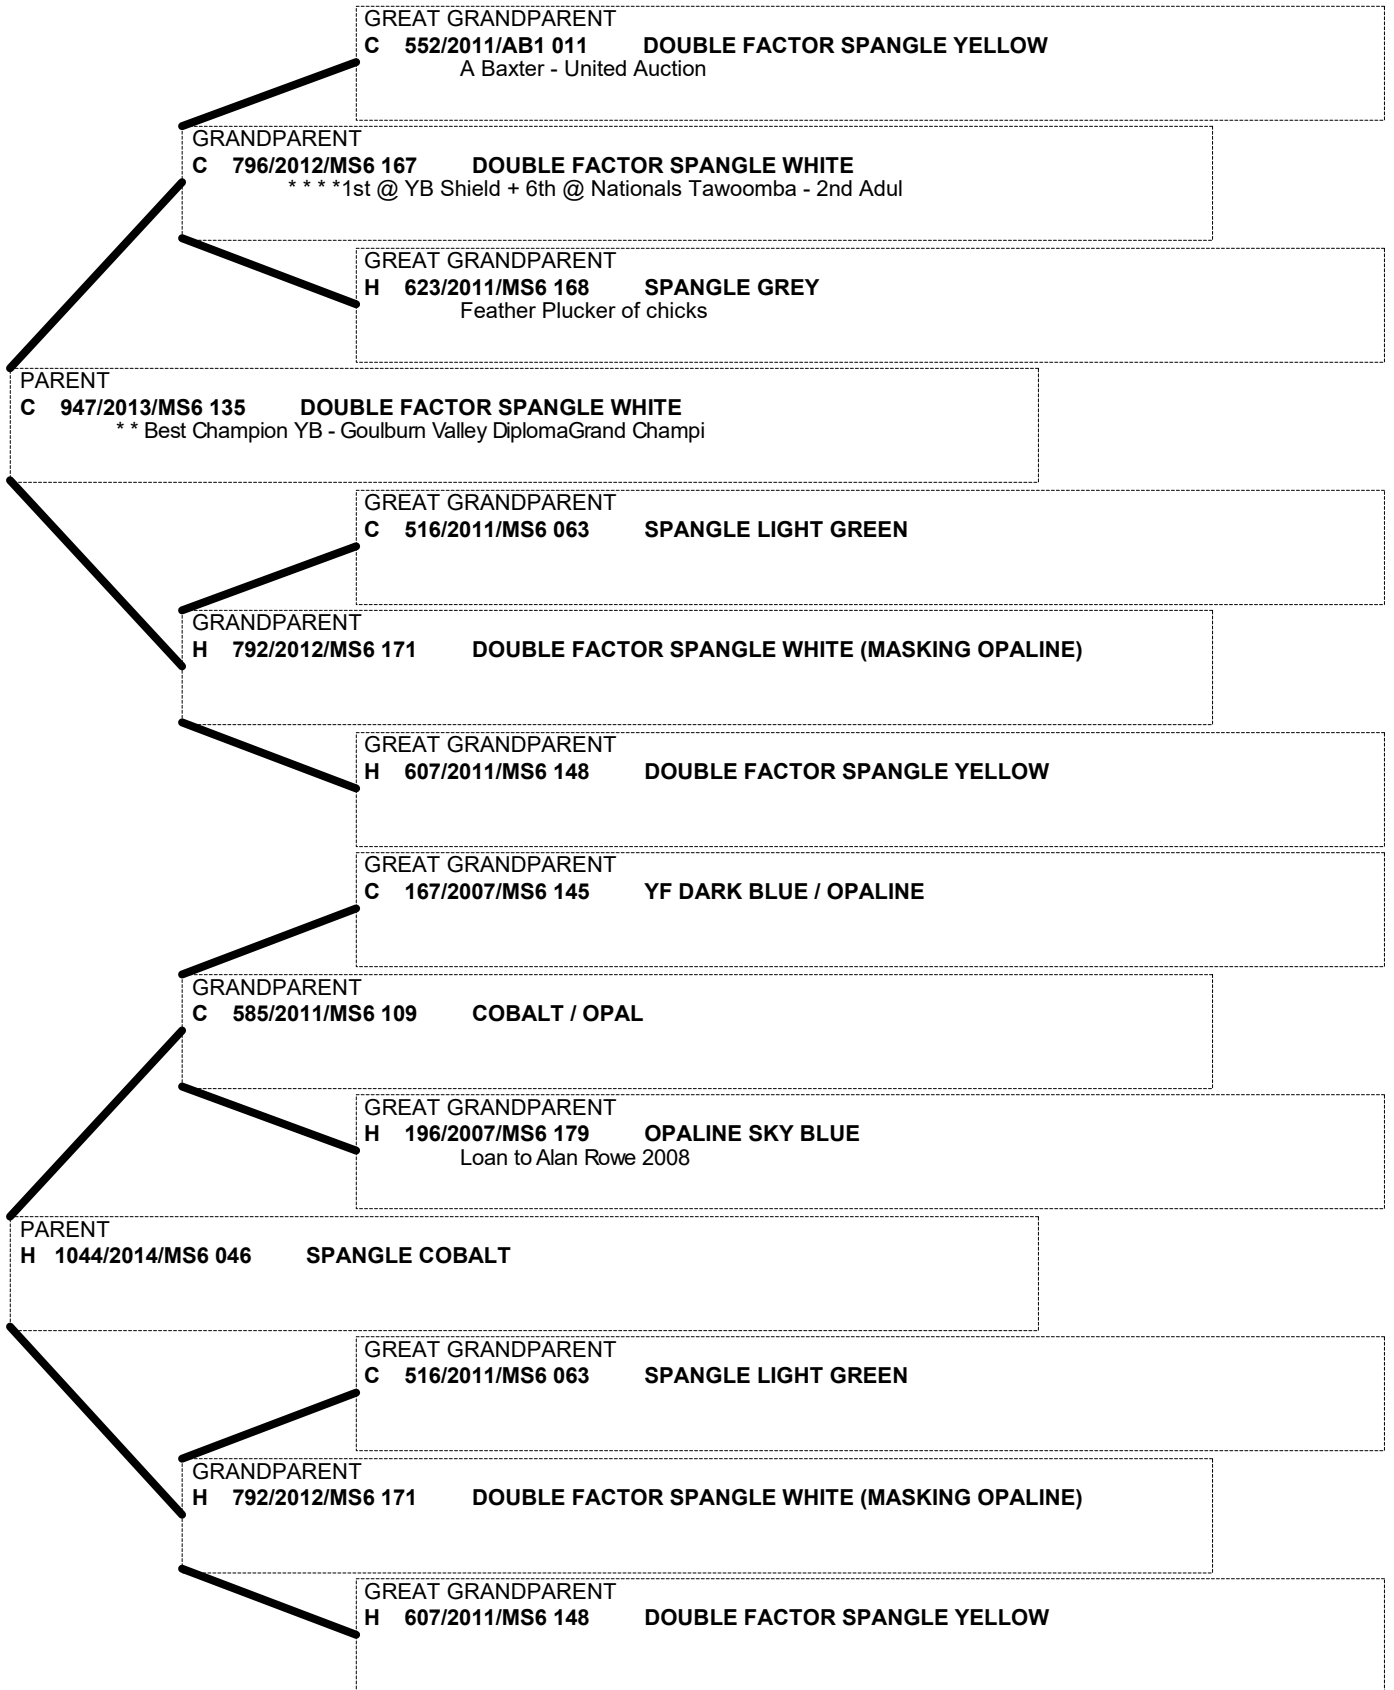 GREAT GRANDPARENT
C 552/2011/AB1 011 DOUBLE FACTOR SPANGLE YELLOW
A Baxter - United Auction
GRANDPARENT
C 796/2012/MS6 167 DOUBLE FACTOR SPANGLE WHITE
* * * *1st @ YB Shield + 6th @ Nationals Tawoomba - 2nd Adul
GREAT GRANDPARENT
H 623/2011/MS6 168 SPANGLE GREY
Feather Plucker of chicks
PARENT
C 947/2013/MS6 135 DOUBLE FACTOR SPANGLE WHITE
* * Best Champion YB - Goulburn Valley DiplomaGrand Champi
GREAT GRANDPARENT
C 516/2011/MS6 063 SPANGLE LIGHT GREEN
GRANDPARENT
H 792/2012/MS6 171 DOUBLE FACTOR SPANGLE WHITE (MASKING OPALINE)
GREAT GRANDPARENT
H 607/2011/MS6 148 DOUBLE FACTOR SPANGLE YELLOW
GREAT GRANDPARENT
C 167/2007/MS6 145 YF DARK BLUE / OPALINE
GRANDPARENT
C 585/2011/MS6 109 COBALT / OPAL
GREAT GRANDPARENT
H 196/2007/MS6 179 OPALINE SKY BLUE
Loan to Alan Rowe 2008
PARENT
H 1044/2014/MS6 046 SPANGLE COBALT
GREAT GRANDPARENT
C 516/2011/MS6 063 SPANGLE LIGHT GREEN
GRANDPARENT
H 792/2012/MS6 171 DOUBLE FACTOR SPANGLE WHITE (MASKING OPALINE)
GREAT GRANDPARENT
H 607/2011/MS6 148 DOUBLE FACTOR SPANGLE YELLOW